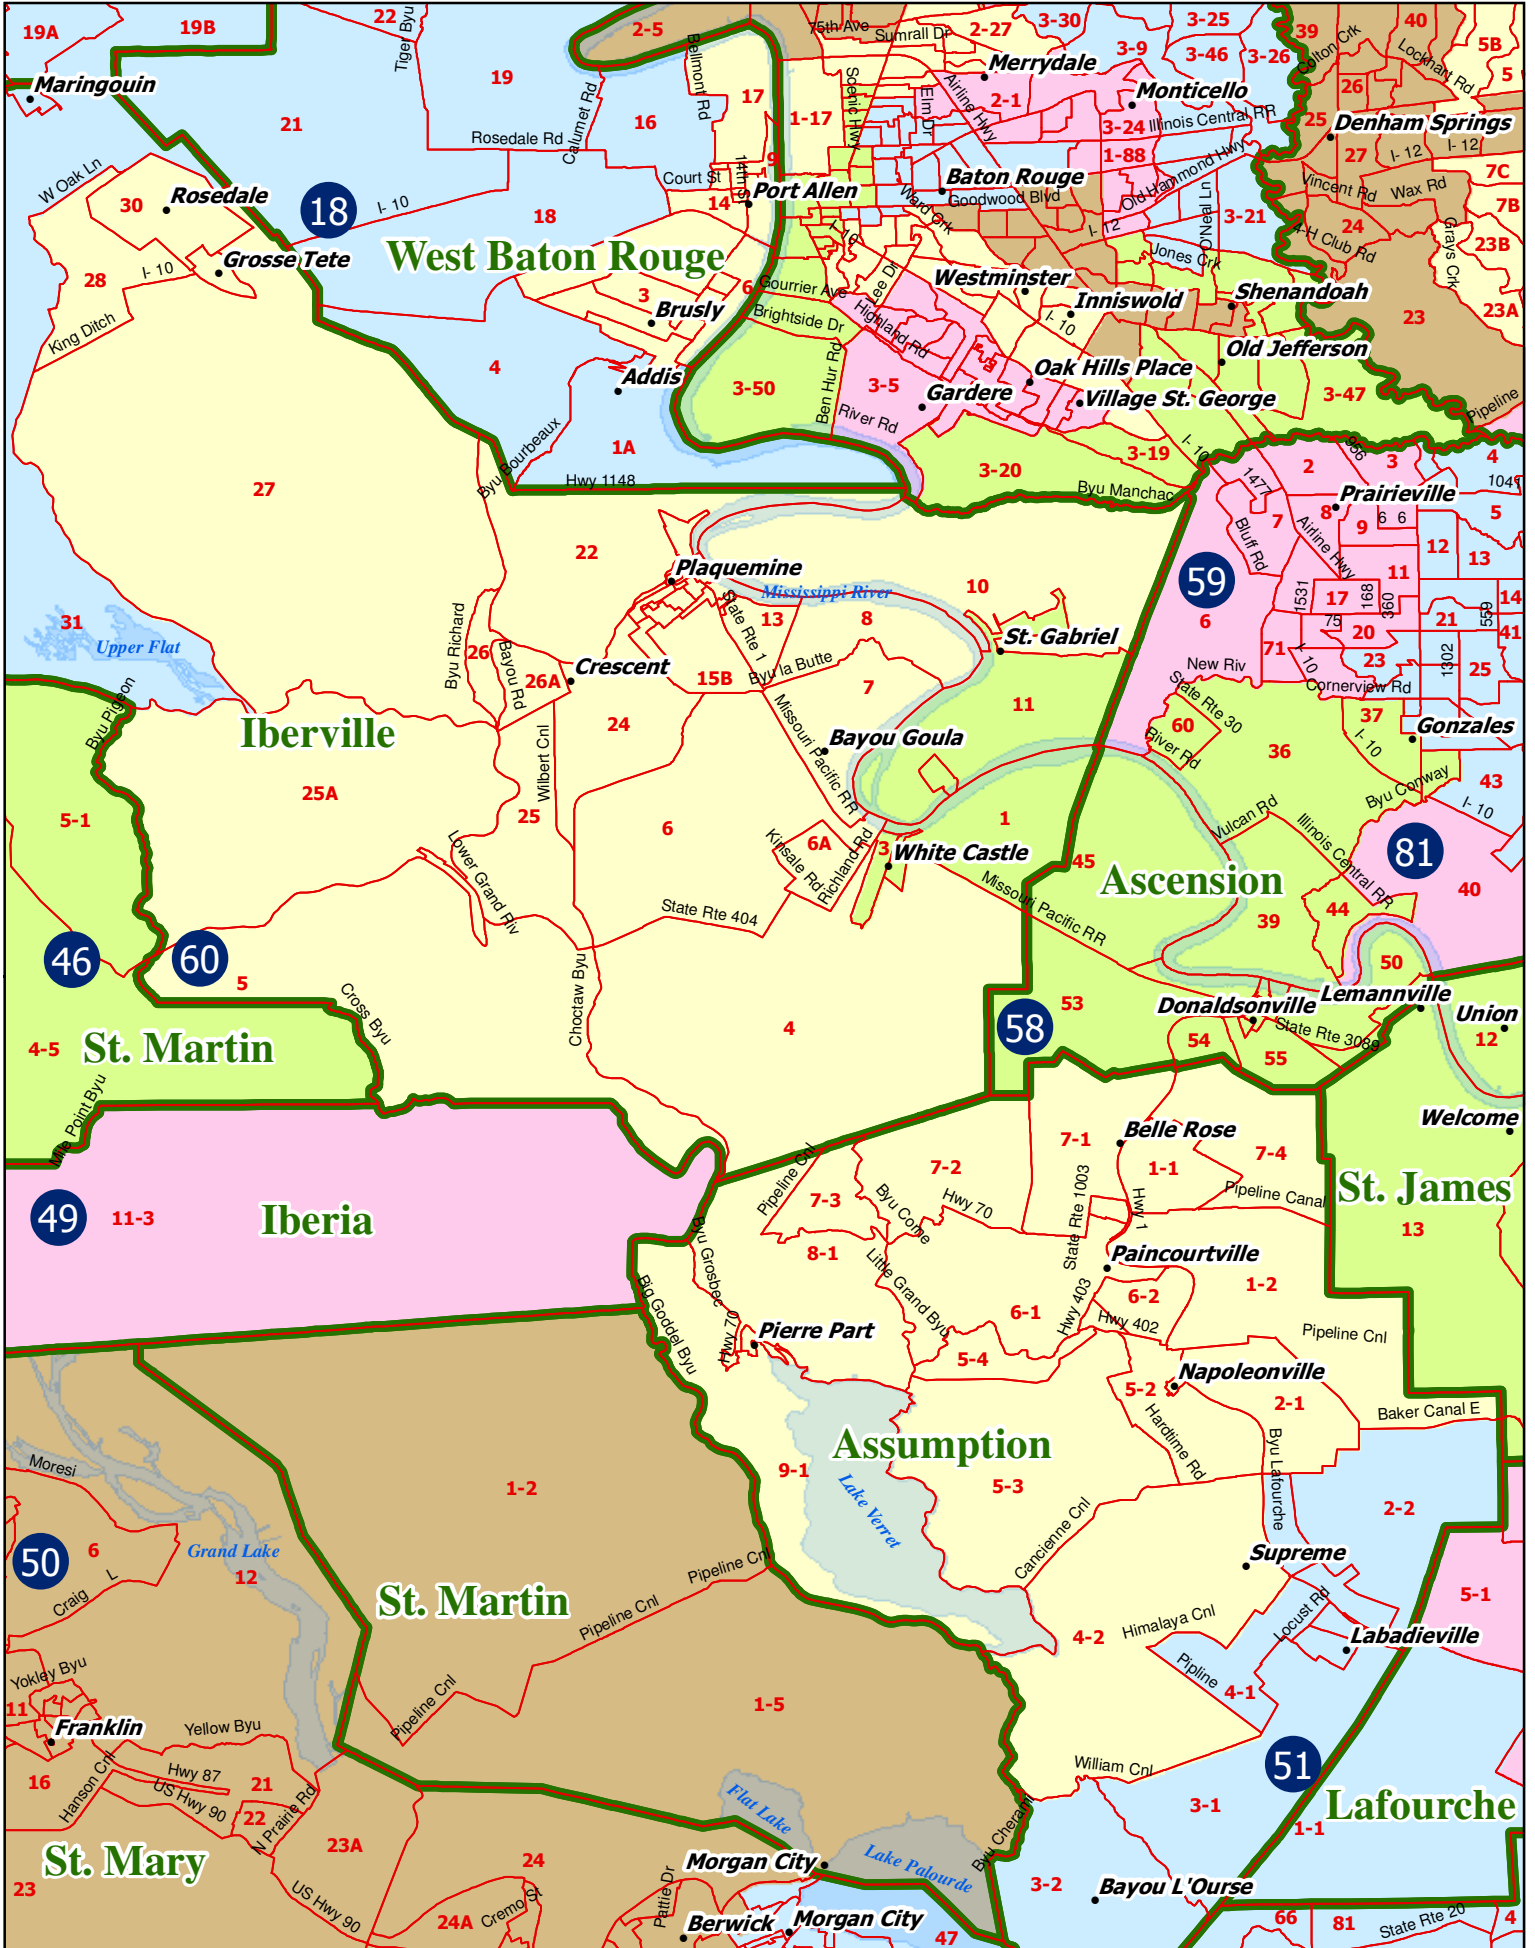 19A
19B
22
Tiger Byu
19
2-5
Bellmont Rd
75th Ave
Sumrall Dr
2-27
3-30
3-25
3-9
3-46
3-26
39
40
Colton Crk
Lockhart Rd
5B
5
Maringouin
Merrydale
Monticello
Denham Springs
21
Calumet Rd
Rosedale Rd
16
17
1-17
Scenic Hwy
Elm Dr
Airline Hwy
2-1
3-24
Illinois Central RR
1-88
Old Hammond Hwy
25
26
27
I- 12
I- 12
7C
W Oak Ln
30
Rosedale
18
I- 10
18
Court St
14
14th St
9
Port Allen
Baton Rouge
Goodwood Blvd
Ward Crk
I- 12
O'Neal Ln
3-21
Vincent Rd
Wax Rd
7B
24
4-H Club Rd
Grays Crk
23B
Grosse Tete
I- 10
28
King Ditch
West Baton Rouge
I- 10
Lee Dr
Jones Crk
Westminster
Inniswold
Shenandoah
23
23A
3
Brusly
6
Gourrier Ave
Brightside Dr
Highland Rd
I- 10
Old Jefferson
4
Addis
3-50
Ben Hur Rd
3-5
River Rd
Gardere
Oak Hills Place
Village St. George
3-47
Pipeline
1A
Byu Bourbeaux
Hwy 1148
3-20
3-19
I- 10
Byu Manchac
27
2
966
3
4
1041
1477
Prairieville
8
7
9
6
6
5
Bluff Rd
Airline Hwy
12
13
11
22
Plaquemine
Mississippi River
10
59
6
1531
17
168
360
14
559
75
20
21
41
31
Upper Flat
Byu Richard
26
Bayou Rd
26A
Crescent
State Rte 1
13
8
St. Gabriel
15B
Byu la Butte
7
71
I- 10
23
1302
25
New Riv
Cornerview Rd
State Rte 30
60
River Rd
36
37
I- 10
Gonzales
Byu Pigeon
Iberville
24
Missouri Pacific RR
Bayou Goula
11
25A
Wilbert Cnl
25
5-1
6
6A
Kinsale Rd
Richland Rd
3
White Castle
1
Vulcan Rd
Illinois Central RR
Byu Conway
43
I- 10
81
40
Lower Grand Riv
State Rte 404
Missouri Pacific RR
45
Ascension
39
44
50
46
60
5
Cross Byu
Choctaw Byu
4
58
53
Donaldsonville
Lemannville
State Rte 3089
54
55
Union
12
4-5
St. Martin
Mile Point Byu
Welcome
Belle Rose
7-1
7-2
1-1
7-4
Pipeline Cnl
7-3
Byu Corne
Hwy 70
State Rte 1003
Hwy 1
Pipeline Canal
St. James
13
49
11-3
Iberia
Byu Grosbec
8-1
Little Grand Byu
Paincourtville
1-2
6-1
Hwy 403
6-2
Hwy 402
Big Goddel Byu
Hwy 70
Pierre Part
5-4
Pipeline Cnl
Napoleonville
5-2
2-1
Hardtime Rd
Baker Canal E
Moresi
1-2
Assumption
9-1
Lake Verret
5-3
Byu Lafourche
2-2
Cancienne Cnl
50
6
Craig L
Grand Lake
12
St. Martin
Pipeline Cnl
Pipeline Cnl
Supreme
5-1
Locust Rd
Himalaya Cnl
4-2
Labadieville
Yokley Byu
11
Franklin
Yellow Byu
Pipeline Cnl
1-5
Pipline
4-1
William Cnl
51
16
Hanson Cnl
Hwy 87
US Hwy 90
21
22
N Prairie Rd
23A
Flat Lake
Lake Palourde
Byu Cherami
3-1
Lafourche
1-1
St. Mary
23
24
Morgan City
US Hwy 90
24A
Cremo St
Pattie Dr
Berwick
Morgan City
47
3-2
Bayou L'Ourse
66
81
State Rte 20
4